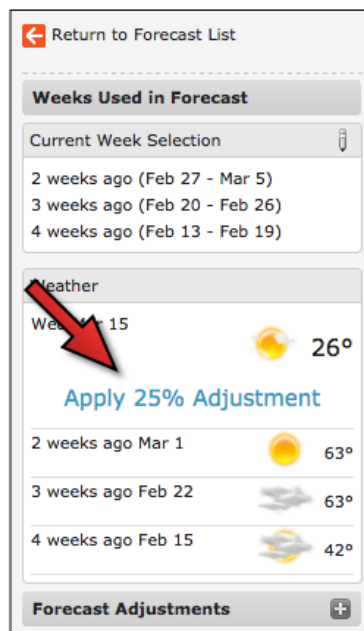 Return to Forecast List
Weeks Used in Forecast
Current Week Selection
2 weeks ago (Feb 27 - Mar 5)
3 weeks ago (Feb 20 - Feb 26)
4 weeks ago (Feb 13 - Feb 19)
Weather
15
26°
Apply 25% Adjustment
2 weeks ago Mar 1
63°
3 weeks ago Feb 22
63°
4 weeks ago Feb 15
42°
Forecast Adjustments